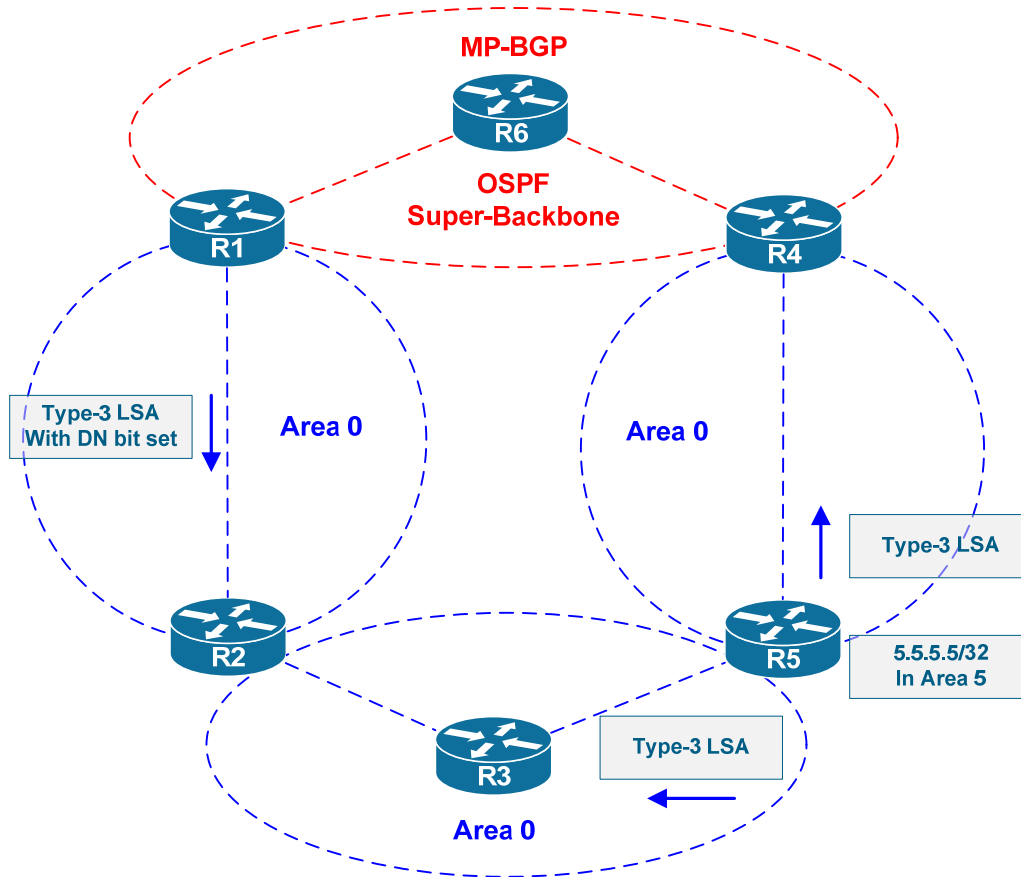 MP-BGP
R6
OSPF
Super-Backbone
R1
R4
Type-3 LSA
With DN bit set
Area 0
Area 0
Type-3 LSA
R2
R5
5.5.5.5/32
In Area 5
R3
Type-3 LSA
Area 0